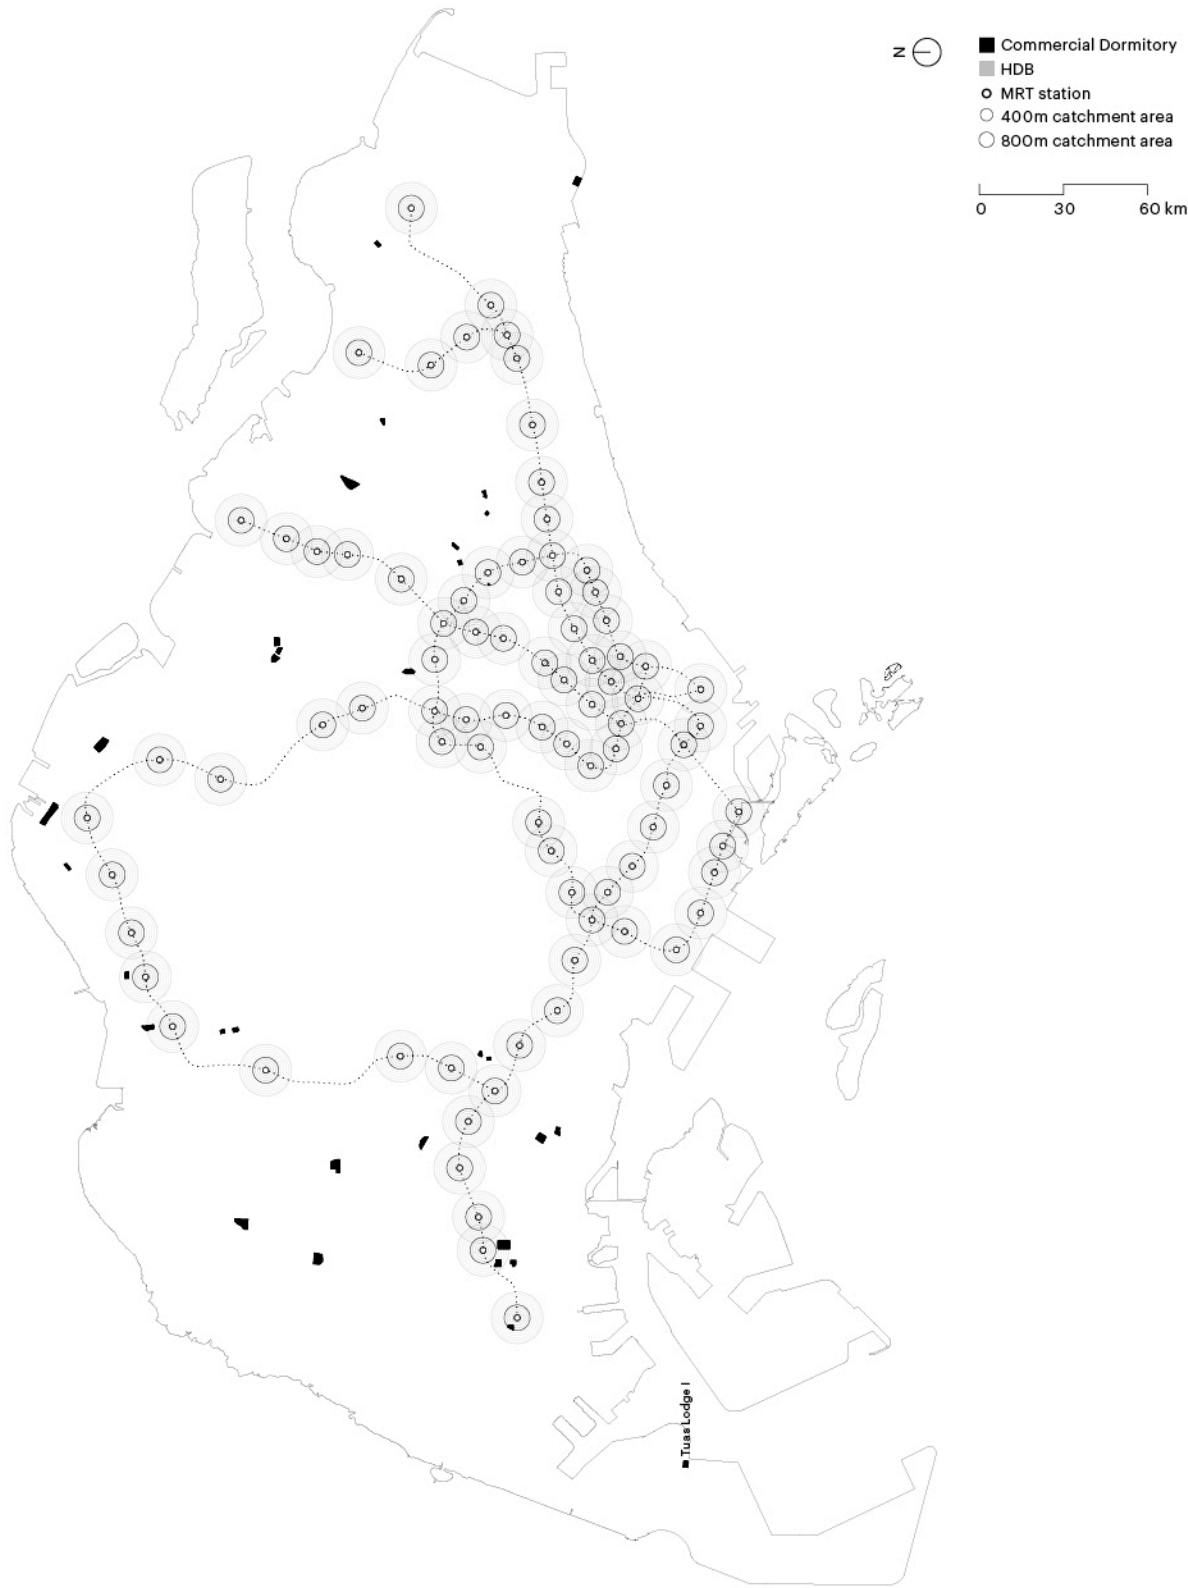 N
Commercial Dormitory
HDB
MRT station
400m catchment area
800m catchment area
0 30 60 km
Tuas Lodge I